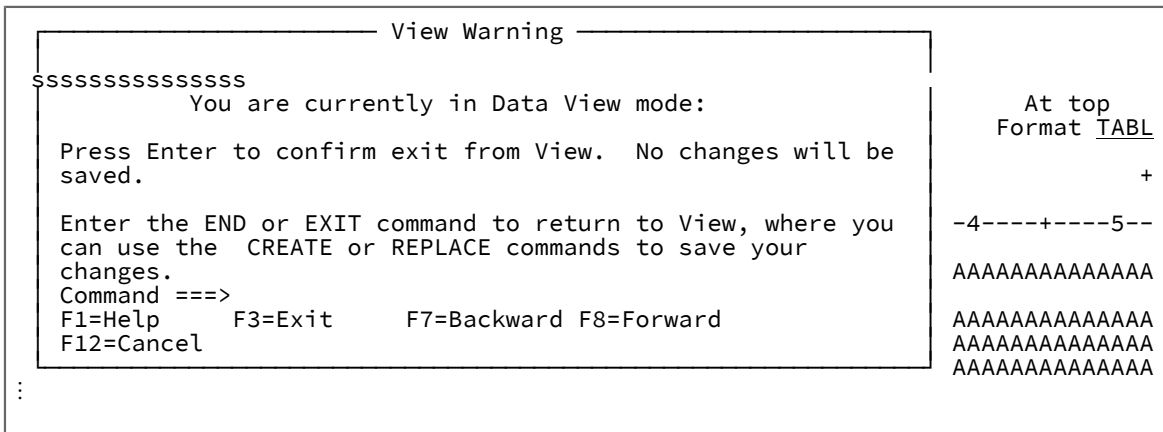 View Warning
sssssssssssssss
You are currently in Data View mode:
At top
Format TABL
Press Enter to confirm exit from View.  No changes will be
saved.
+
Enter the END or EXIT command to return to View, where you
-4----+----5--
can use the  CREATE or REPLACE commands to save your
changes.
AAAAAAAAAAAAAA
Command ===>
F1=Help      F3=Exit      F7=Backward F8=Forward
AAAAAAAAAAAAAA
F12=Cancel
AAAAAAAAAAAAAA
AAAAAAAAAAAAAA
⋮